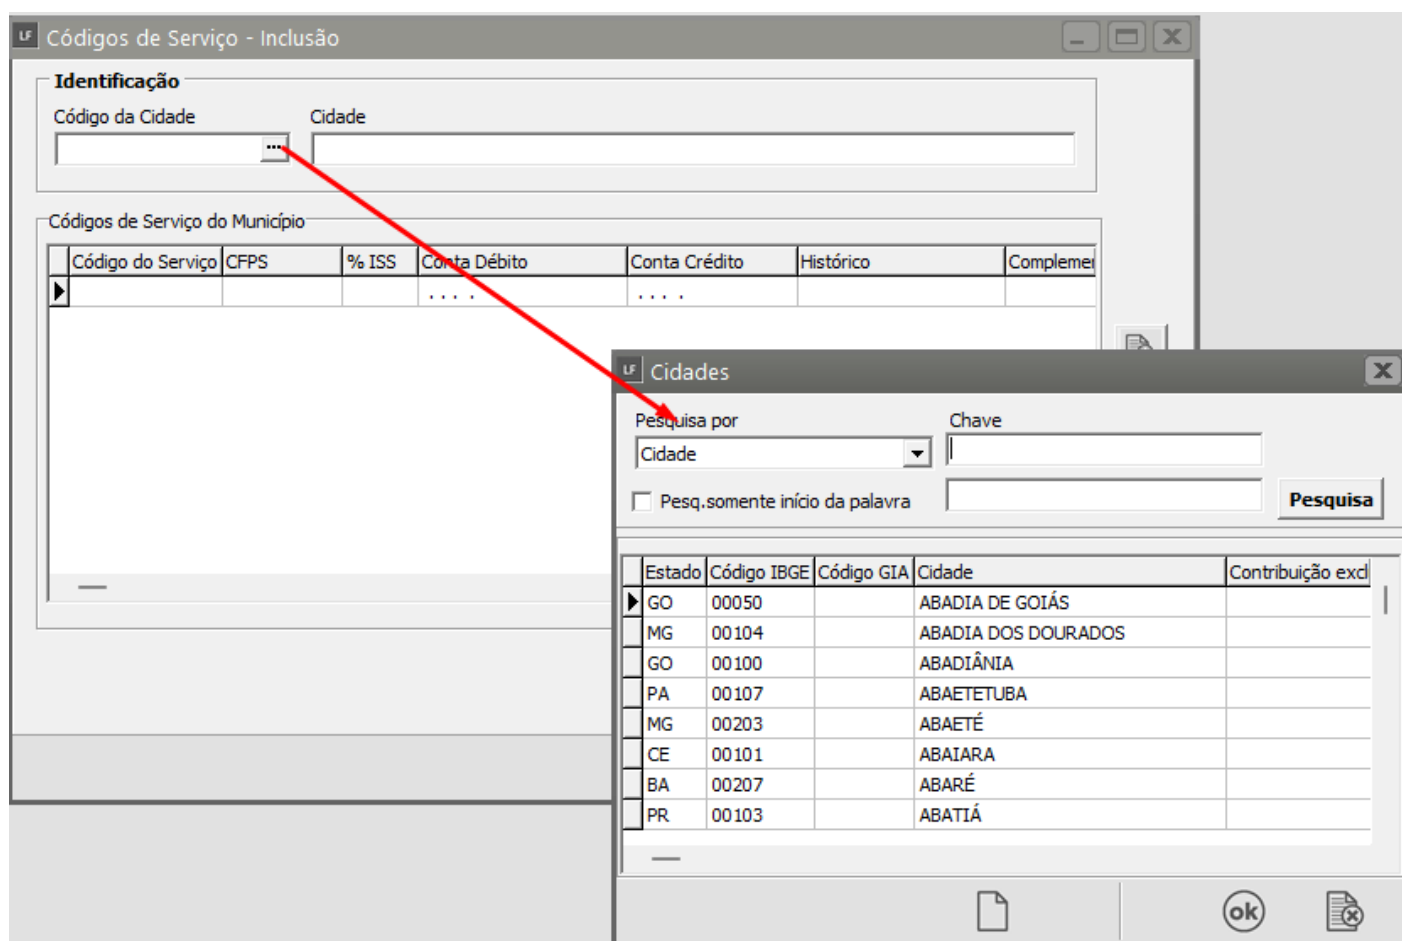 LF Códigos de Serviço - Inclusão
Identificação
Código da Cidade Cidade
...
Códigos de Serviço do Município
Código do Serviço CFPS % ISS Conta Débito Conta Crédito Histórico Complemen
. . . . . . . .
LF Cidades
Pesquisa por Chave
Cidade
Pesq.somente início da palavra Pesquisa
Estado Código IBGE Código GIA Cidade Contribuição excl
GO 00050 ABADIA DE GOIÁS
MG 00104 ABADIA DOS DOURADOS
GO 00100 ABADIÂNIA
PA 00107 ABAETETUBA
MG 00203 ABAETÉ
CE 00101 ABAIARA
BA 00207 ABARÉ
PR 00103 ABATIÁ
ok